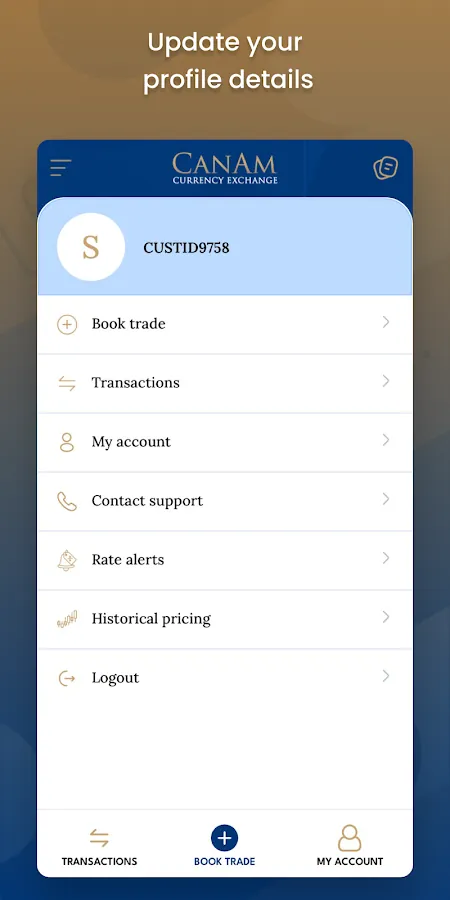 Update your
profile details
CANAM
CURRENCY EXCHANGE
S
CUSTID9758
Book trade
Transactions
My account
Contact support
Rate alerts
Historical pricing
Logout
TRANSACTIONS
BOOK TRADE
MY ACCOUNT